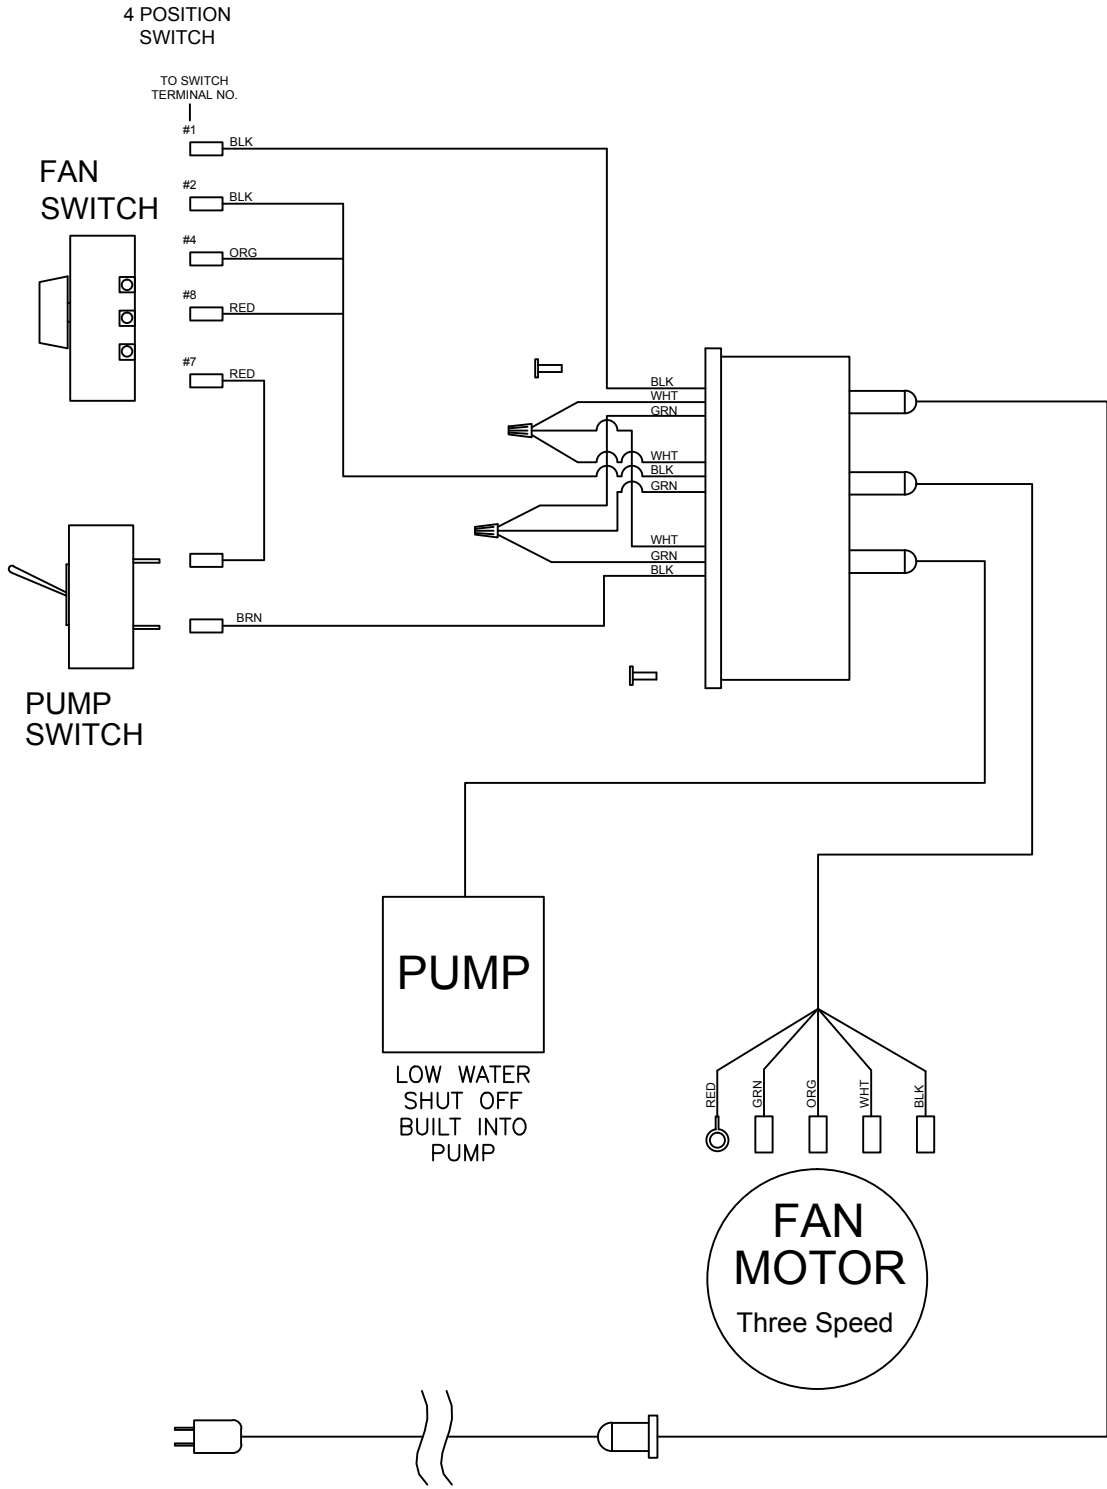 4 POSITION
SWITCH
TO SWITCH
TERMINAL NO.
#1
BLK
FAN
SWITCH
#2
BLK
#4
ORG
#8
RED
#7
RED
BLK
WHT
GRN
WHT
BLK
GRN
WHT
GRN
BLK
BRN
PUMP
SWITCH
PUMP
LOW WATER
SHUT OFF
BUILT INTO
PUMP
RED
GRN
ORG
WHT
BLK
FAN
MOTOR
Three Speed